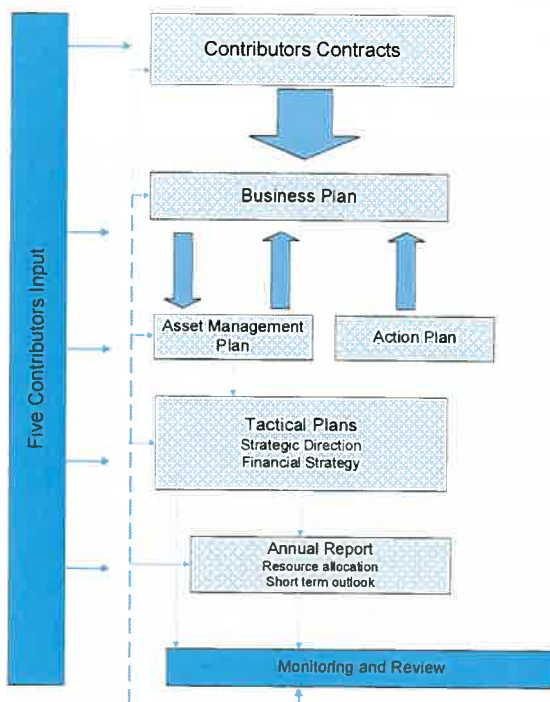 Five Contributors Input
Contributors Contracts
Business Plan
Asset Management
Plan
Action Plan
Tactical Plans
Strategic Direction
Financial Strategy
Annual Report
Resource allocation
Short term outlook
Monitoring and Review